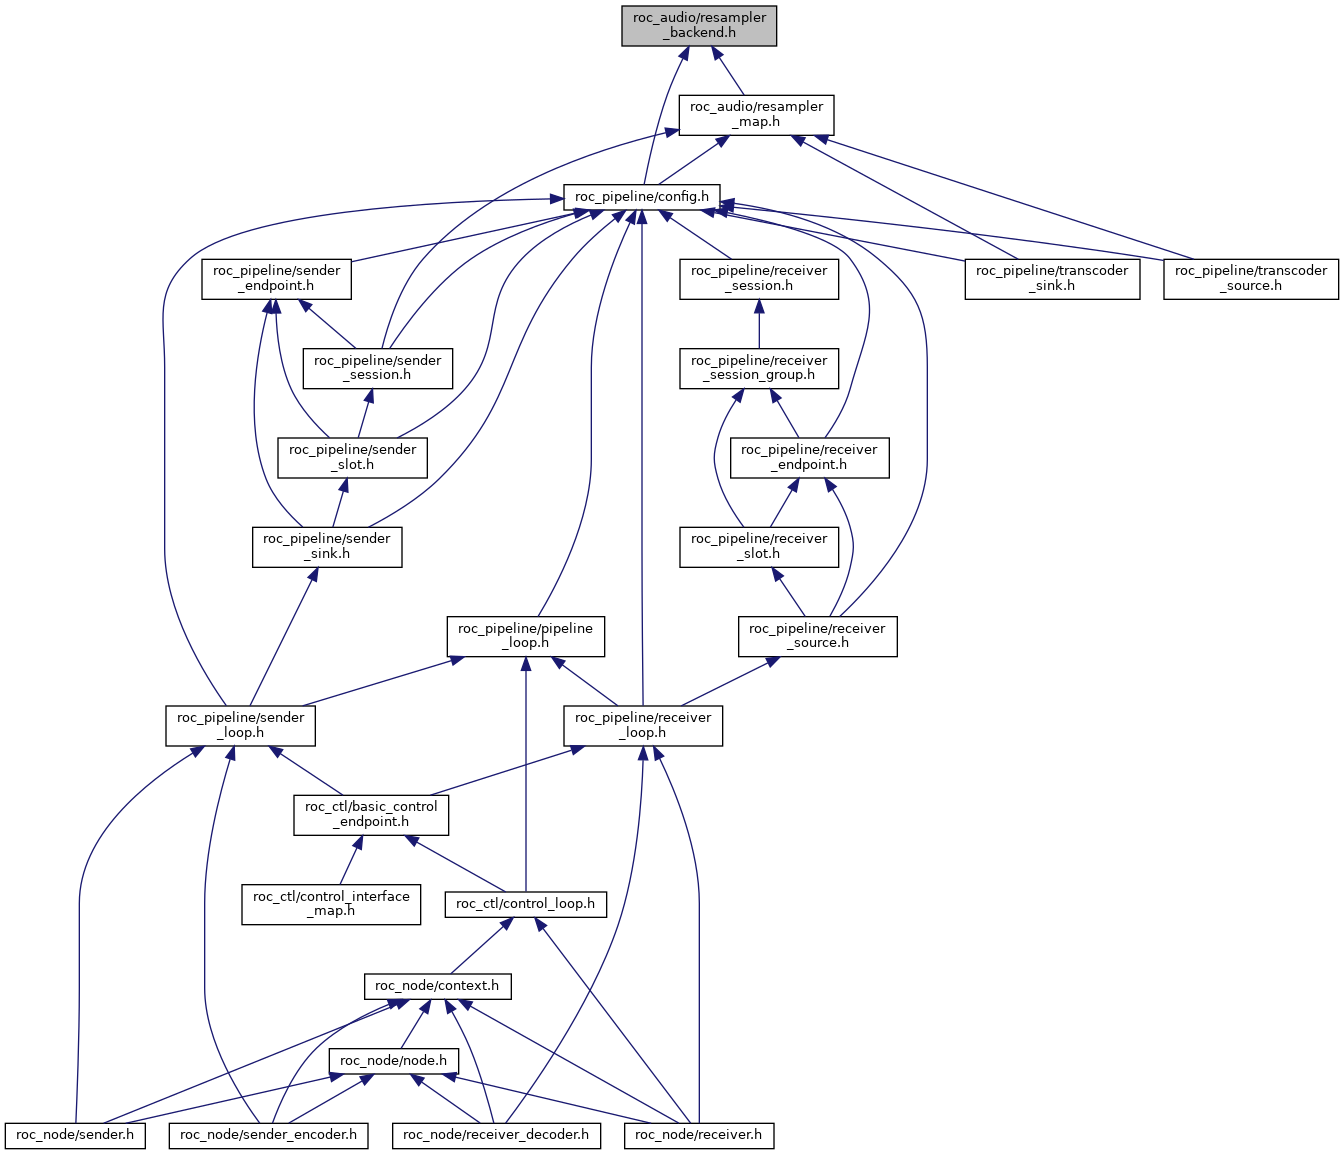 roc_audio/resampler
_backend.h
roc_audio/resampler
_map.h
roc_pipeline/config.h
roc_pipeline/sender
_endpoint.h
roc_pipeline/receiver
_session.h
roc_pipeline/transcoder
_sink.h
roc_pipeline/transcoder
_source.h
roc_pipeline/sender
_session.h
roc_pipeline/receiver
_session_group.h
roc_pipeline/sender
_slot.h
roc_pipeline/receiver
_endpoint.h
roc_pipeline/sender
_sink.h
roc_pipeline/receiver
_slot.h
roc_pipeline/pipeline
_loop.h
roc_pipeline/receiver
_source.h
roc_pipeline/sender
_loop.h
roc_pipeline/receiver
_loop.h
roc_ctl/basic_control
_endpoint.h
roc_ctl/control_interface
_map.h
roc_ctl/control_loop.h
roc_node/context.h
roc_node/node.h
roc_node/sender.h
roc_node/sender_encoder.h
roc_node/receiver_decoder.h
roc_node/receiver.h